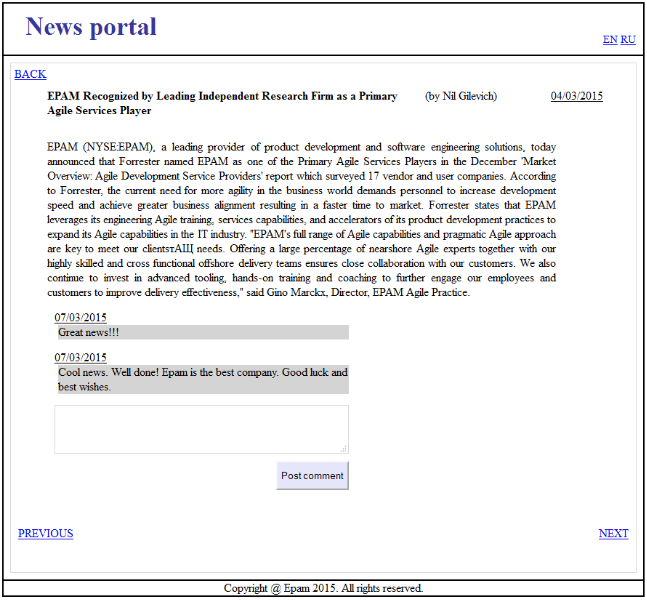 News portal
EN RU
BACK
EPAM Recognized by Leading Independent Research Firm as a Primary (by Nil Gilevich) 04/03/2015
Agile Services Player
EPAM (NYSE:EPAM), a leading provider of product development and software engineering solutions, today
announced that Forrester named EPAM as one of the Primary Agile Services Players in the December 'Market
Overview: Agile Development Service Providers' report which surveyed 17 vendor and user companies. According
to Forrester, the current need for more agility in the business world demands personnel to increase development
speed and achieve greater business alignment resulting in a faster time to market. Forrester states that EPAM
leverages its engineering Agile training, services capabilities, and accelerators of its product development practices to
expand its Agile capabilities in the IT industry. "EPAM's full range of Agile capabilities and pragmatic Agile approach
are key to meet our clientsтАЩ needs. Offering a large percentage of nearshore Agile experts together with our
highly skilled and cross functional offshore delivery teams ensures close collaboration with our customers. We also
continue to invest in advanced tooling, hands-on training and coaching to further engage our employees and
customers to improve delivery effectiveness," said Gino Marckx, Director, EPAM Agile Practice.
07/03/2015
Great news!!!
07/03/2015
Cool news. Well done! Epam is the best company. Good luck and
best wishes.
Post comment
PREVIOUS NEXT
Copyright @ Epam 2015. All rights reserved.